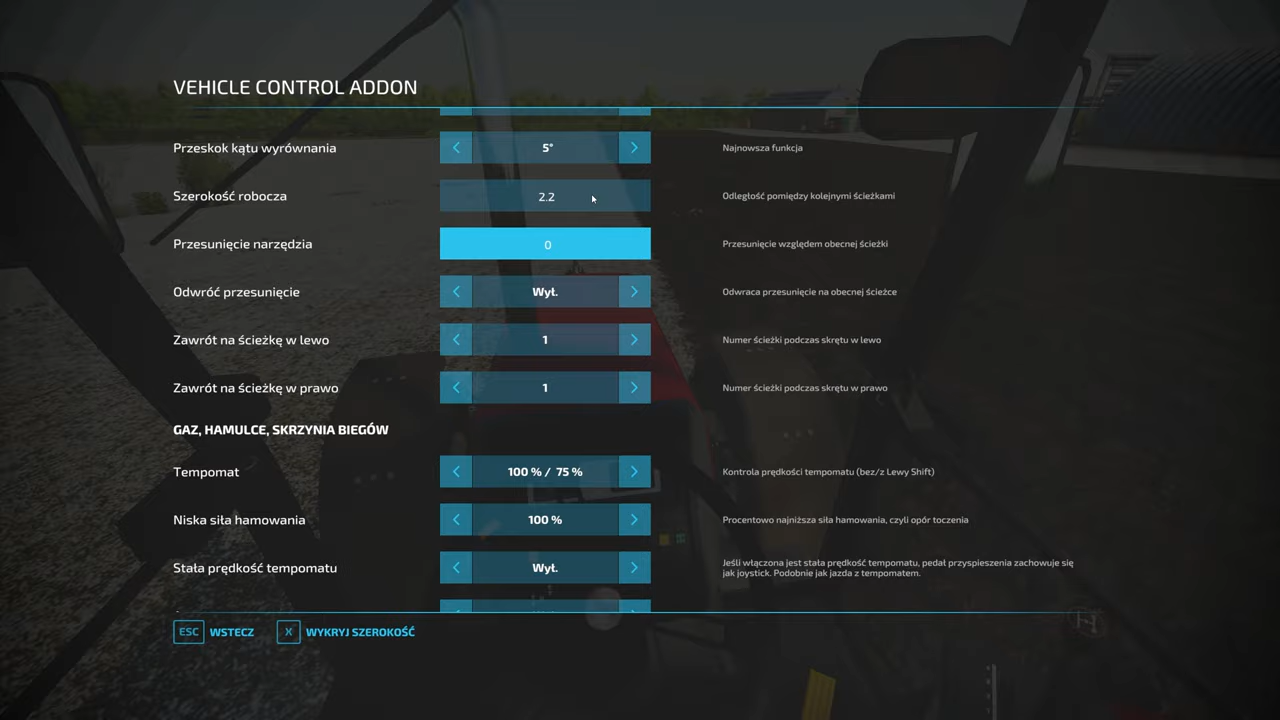 VEHICLE CONTROL ADDON
Przeskok kątu wyrównania 5° Najnowsza funkcja
Szerokość robocza 2.2 Odległość pomiędzy kolejnymi ścieżkami
Przesunięcie narzędzia 0 Przesunięcie względem obecnej ścieżki
Odwróć przesunięcie Wył. Odwraca przesunięcie na obecnej ścieżce
Zawrót na ścieżkę w lewo 1 Numer ścieżki podczas skrętu w lewo
Zawrót na ścieżkę w prawo 1 Numer ścieżki podczas skrętu w prawo
GAZ, HAMULCE, SKRZYNIA BIEGÓW
Tempomat 100 % / 75 % Kontrola prędkości tempomatu (bez/z Lewy Shift)
Niska siła hamowania 100 % Procentowo najniższa siła hamowania, czyli opór toczenia
Stała prędkość tempomatu Wył. Jeśli włączona jest stała prędkość tempomatu, pedał przyspieszenia zachowuje się
jak joystick. Podobnie jak jazda z tempomatem.
ESC WSTECZ X WYKRYJ SZEROKOŚĆ